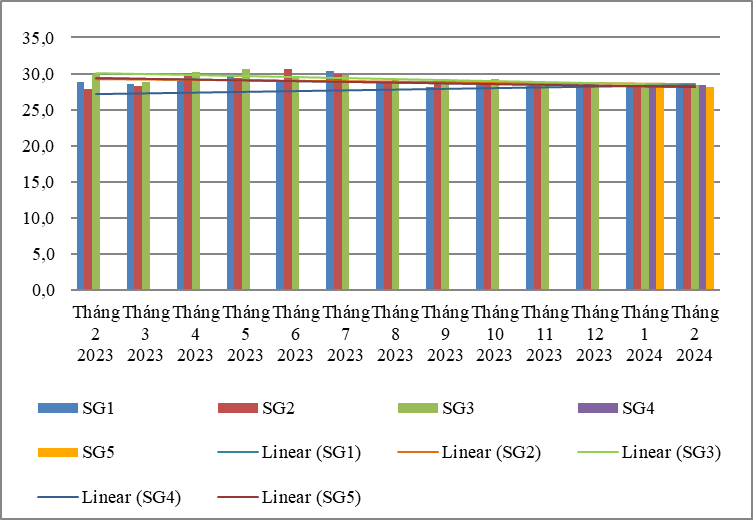 35,0
30,0
25,0
20,0
15,0
10,0
5,0
0,0
Tháng Tháng Tháng Tháng Tháng Tháng Tháng Tháng Tháng Tháng Tháng Tháng Tháng
2 3 4 5 6 7 8 9 10 11 12 1 2
2023 2023 2023 2023 2023 2023 2023 2023 2023 2023 2023 2024 2024
SG1 SG2 SG3 SG4
SG5 Linear (SG1) Linear (SG2) Linear (SG3)
Linear (SG4) Linear (SG5)